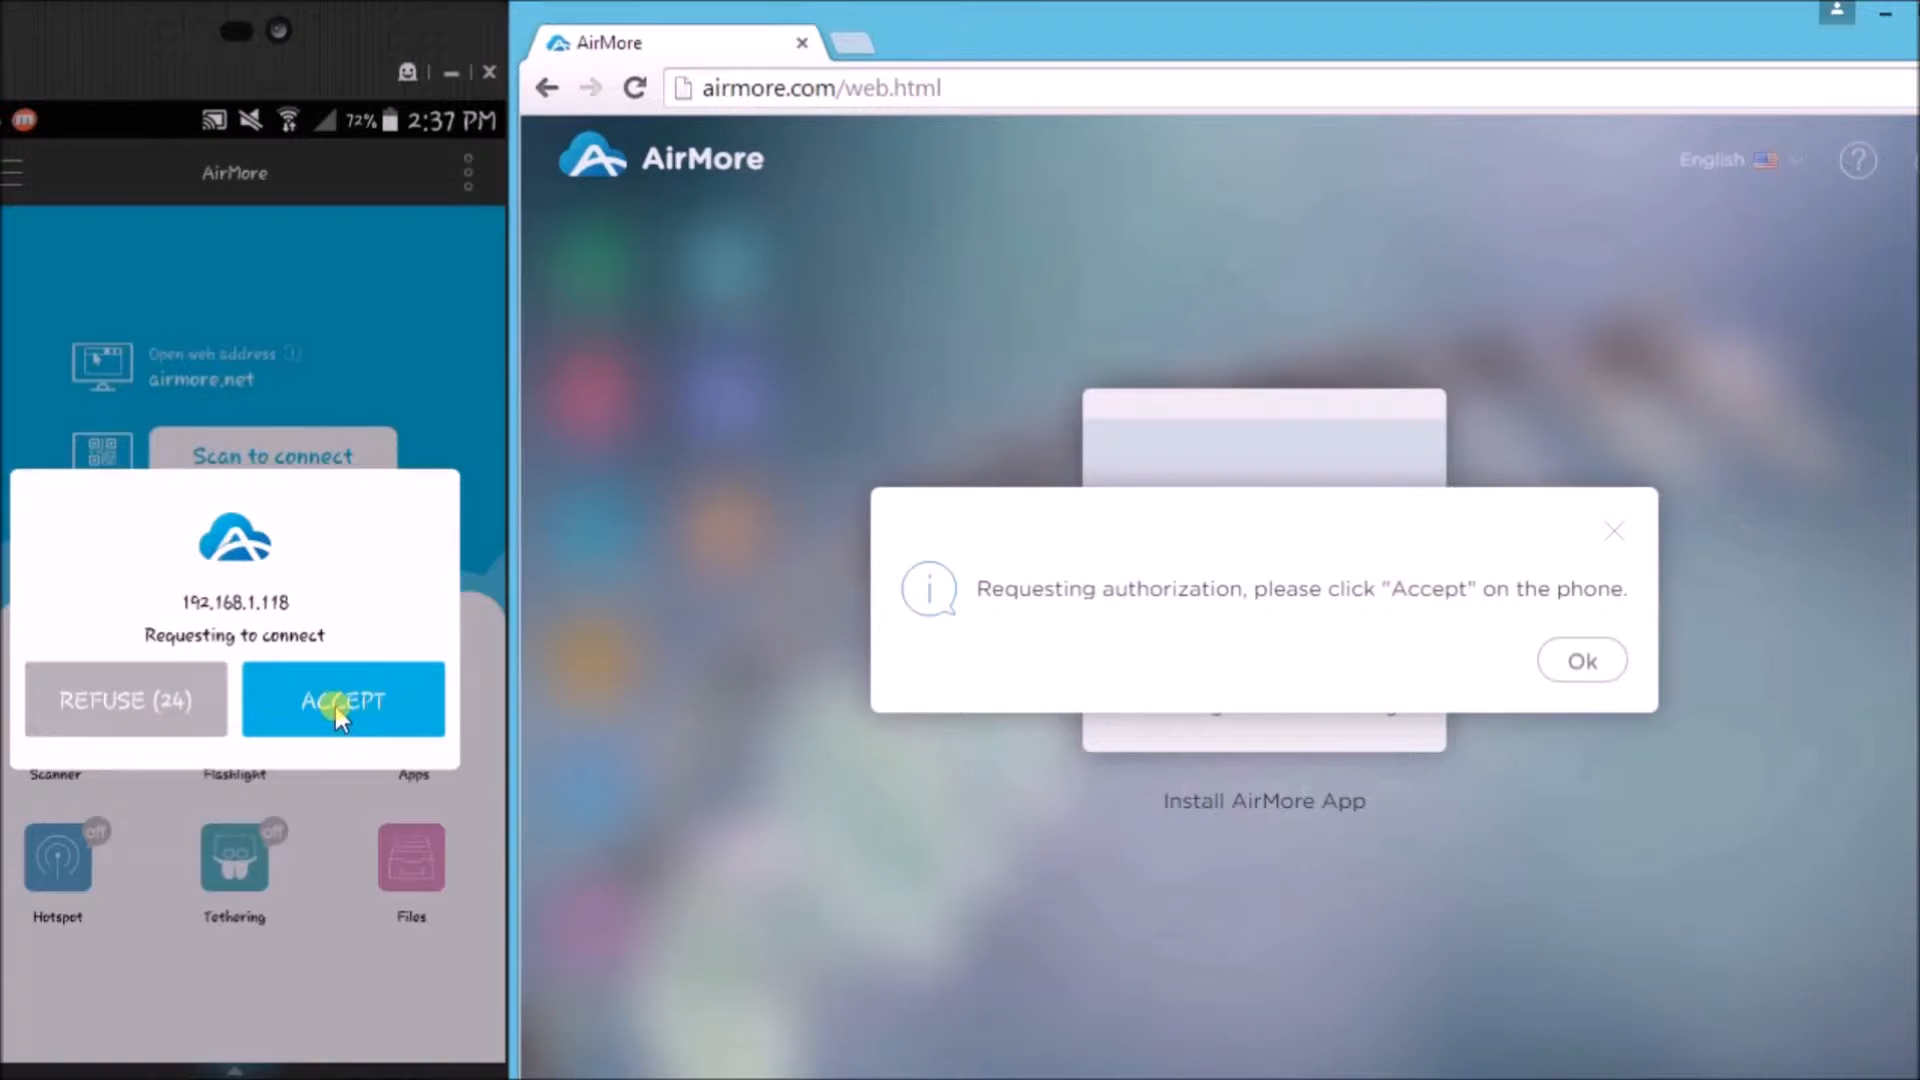 72%
2:37 PM
AirMore
Open web address
airmore.net
Scan to connect
192.168.1.118
Requesting to connect
REFUSE (24)
ACCEPT
Scanner
Flashlight
Apps
off
off
Hotspot
Tethering
Files
AirMore
airmore.com/web.html
AirMore
English
?
Requesting authorization, please click "Accept" on the phone.
Ok
Install AirMore App